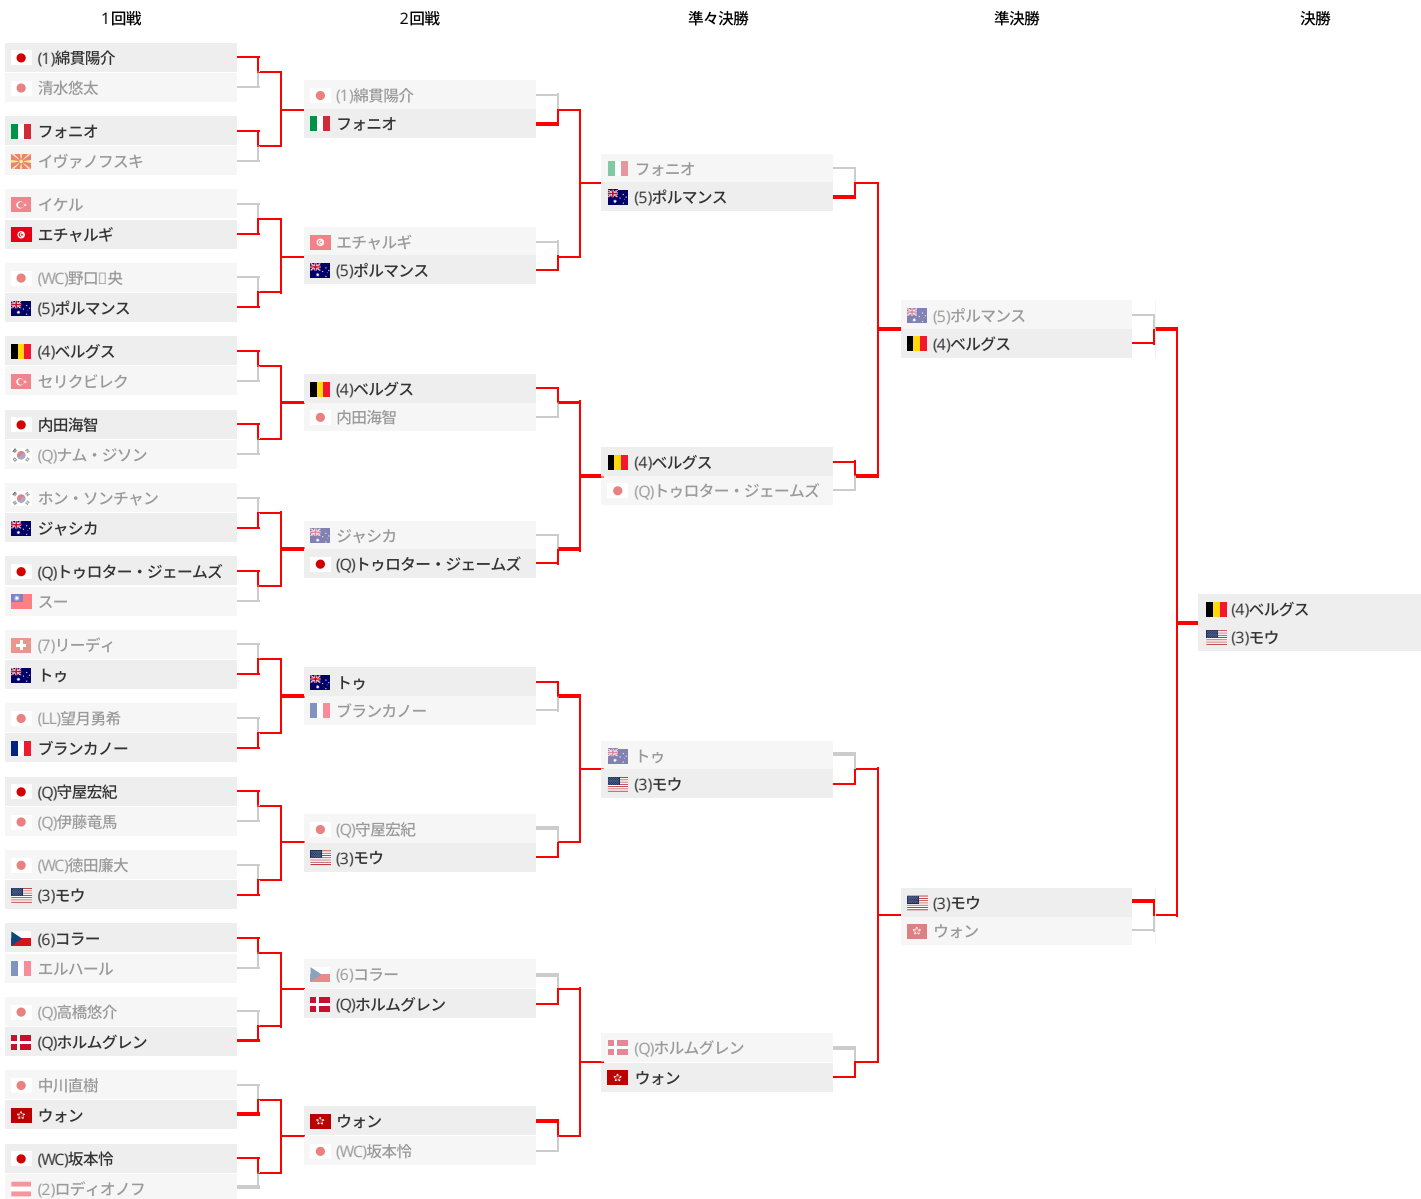 1回戦
2回戦
準々決勝
準決勝
決勝
(1)綿貫陽介
清水悠太
フォニオ
イヴァノフスキ
イケル
エチャルギ
(WC)野口 央
(5)ポルマンス
(4)ベルグス
セリクビレク
内田海智
(Q)ナム・ジソン
ホン・ソンチャン
ジャシカ
(Q)トゥロター・ジェームズ
スー
(7)リーディ
トゥ
(LL)望月勇希
ブランカノー
(Q)守屋宏紀
(Q)伊藤竜馬
(WC)徳田廉大
(3)モウ
(6)コラー
エルハール
(Q)高橋悠介
(Q)ホルムグレン
中川直樹
ウォン
(WC)坂本怜
(2)ロディオノフ
(1)綿貫陽介
フォニオ
エチャルギ
(5)ポルマンス
(4)ベルグス
内田海智
ジャシカ
(Q)トゥロター・ジェームズ
トゥ
ブランカノー
(Q)守屋宏紀
(3)モウ
(6)コラー
(Q)ホルムグレン
ウォン
(WC)坂本怜
フォニオ
(5)ポルマンス
(4)ベルグス
(Q)トゥロター・ジェームズ
トゥ
(3)モウ
(Q)ホルムグレン
ウォン
(5)ポルマンス
(4)ベルグス
(3)モウ
ウォン
(4)ベルグス
(3)モウ